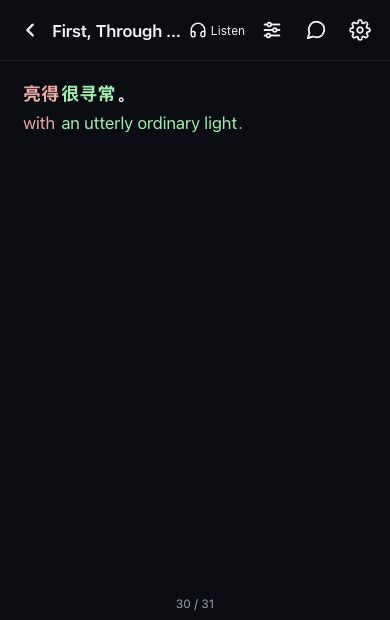 First, Through ... Listen
亮得很寻常。
with an utterly ordinary light.
30 / 31